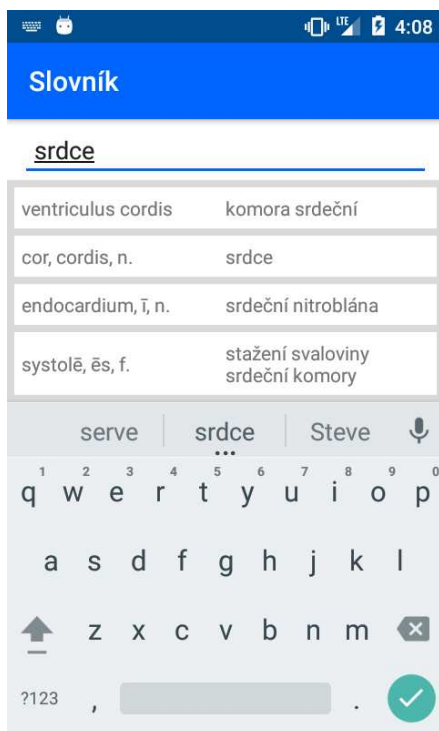 LTE 4:08
Slovník
srdce
ventriculus cordis komora srdeční
cor, cordis, n. srdce
endocardium, ī, n. srdeční nitroblána
systolē, ēs, f. stažení svaloviny
srdeční komory
serve srdce Steve
1 2 3 4 5 6 7 8 9 0
q w e r t y u i o p
a s d f g h j k l
z x c v b n m
?123 , .